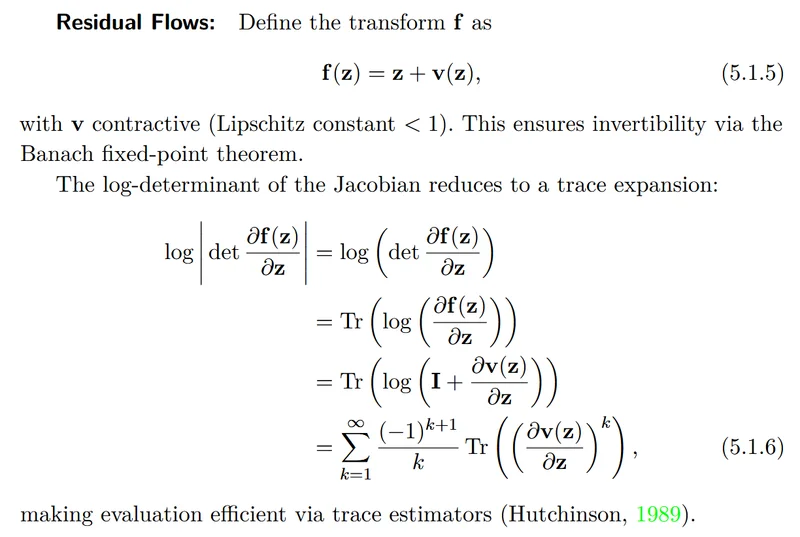 Residual Flows: Define the transform f as
f(z) = z + v(z), (5.1.5)
with v contractive (Lipschitz constant < 1). This ensures invertibility via the
Banach fixed-point theorem.
The log-determinant of the Jacobian reduces to a trace expansion:
log |det ∂f(z)/∂z| = log (det ∂f(z)/∂z)
= Tr (log (∂f(z)/∂z))
= Tr (log (I + ∂v(z)/∂z))
= ∑_{k=1}^{∞} (−1)^{k+1}/k Tr ((∂v(z)/∂z)^k), (5.1.6)
making evaluation efficient via trace estimators (Hutchinson, 1989).